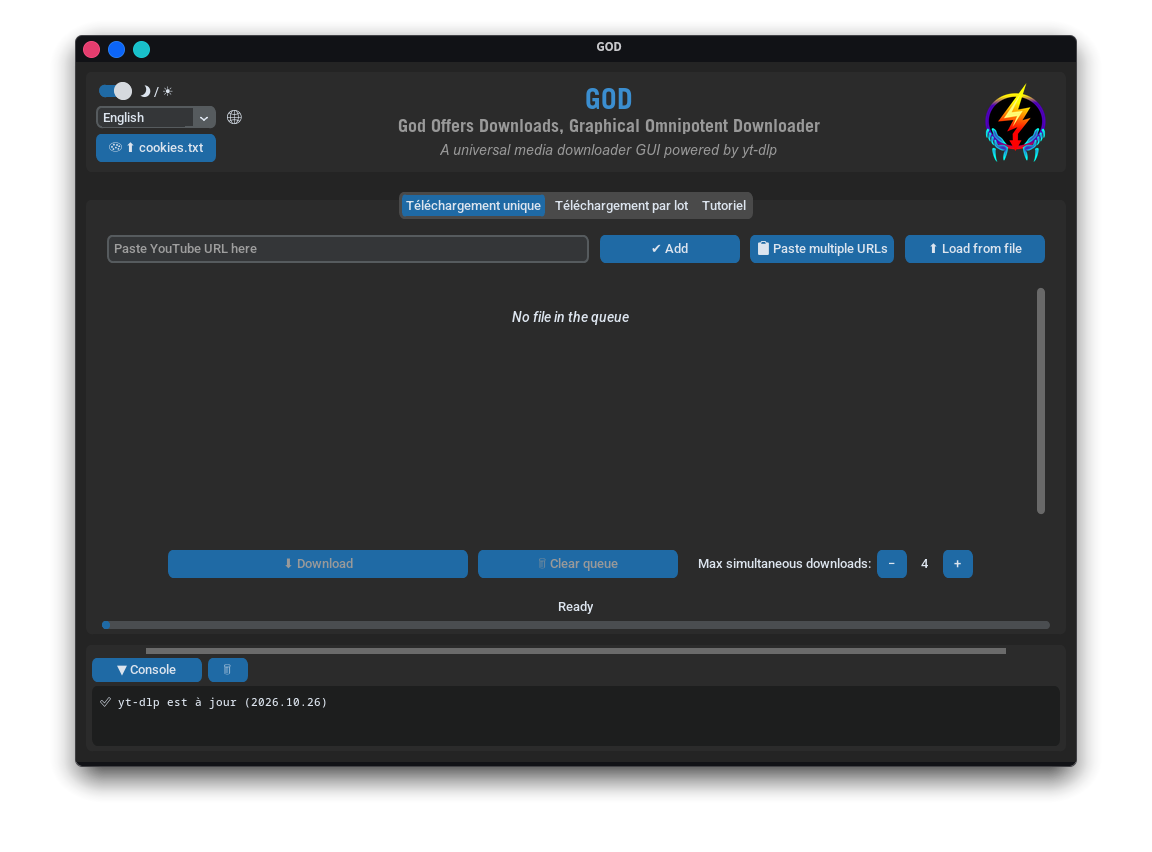 GOD
🌙 / ☀
English
🍪 ⬆ cookies.txt
GOD
God Offers Downloads, Graphical Omnipotent Downloader
A universal media downloader GUI powered by yt-dlp
Téléchargement unique Téléchargement par lot Tutoriel
Paste YouTube URL here ✔ Add 📋 Paste multiple URLs ⬆ Load from file
No file in the queue
⬇ Download 🗑 Clear queue Max simultaneous downloads: − 4 +
Ready
▼ Console 🗑
✅ yt-dlp est à jour (2026.10.26)